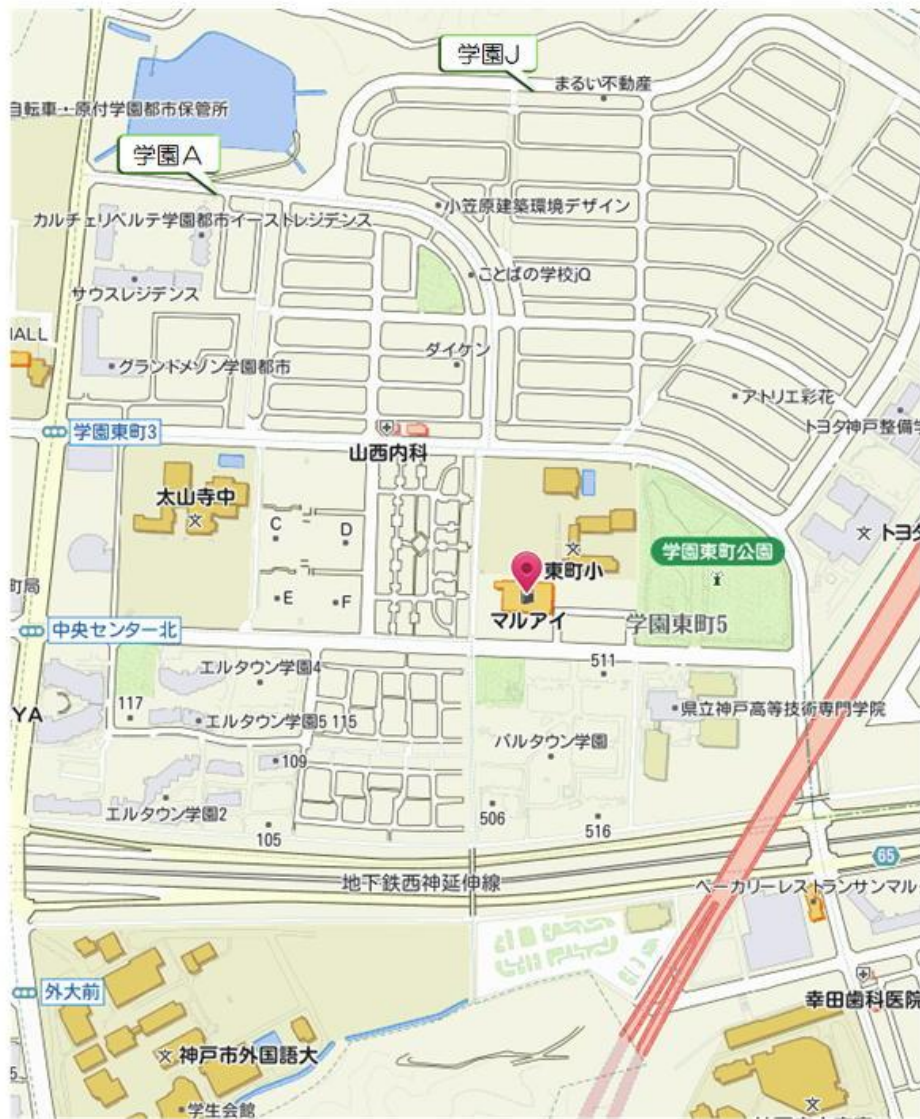 学園J
まるい不動産
自転車・原付学園都市保管所
学園A
小笠原建築環境デザイン
カルチェリベルテ学園都市イーストレジデンス
ことばの学校jQ
サウスレジデンス
HALL
ダイケン
グランドメゾン学園都市
アトリエ彩花
トヨタ神戸整備学
学園東町3
山西内科
太山寺中
C
D
E
F
東町小
学園東町公園
トヨタ
マルアイ
学園東町5
町局
中央センター北
エルタウン学園4
511
YA
117
エルタウン学園5
115
県立神戸高等技術専門学院
バルタウン学園
109
エルタウン学園2
105
506
516
65
地下鉄西神延伸線
ベーカリーレストランサンマル
外大前
幸田歯科医院
神戸市外国語大
5
学生会館